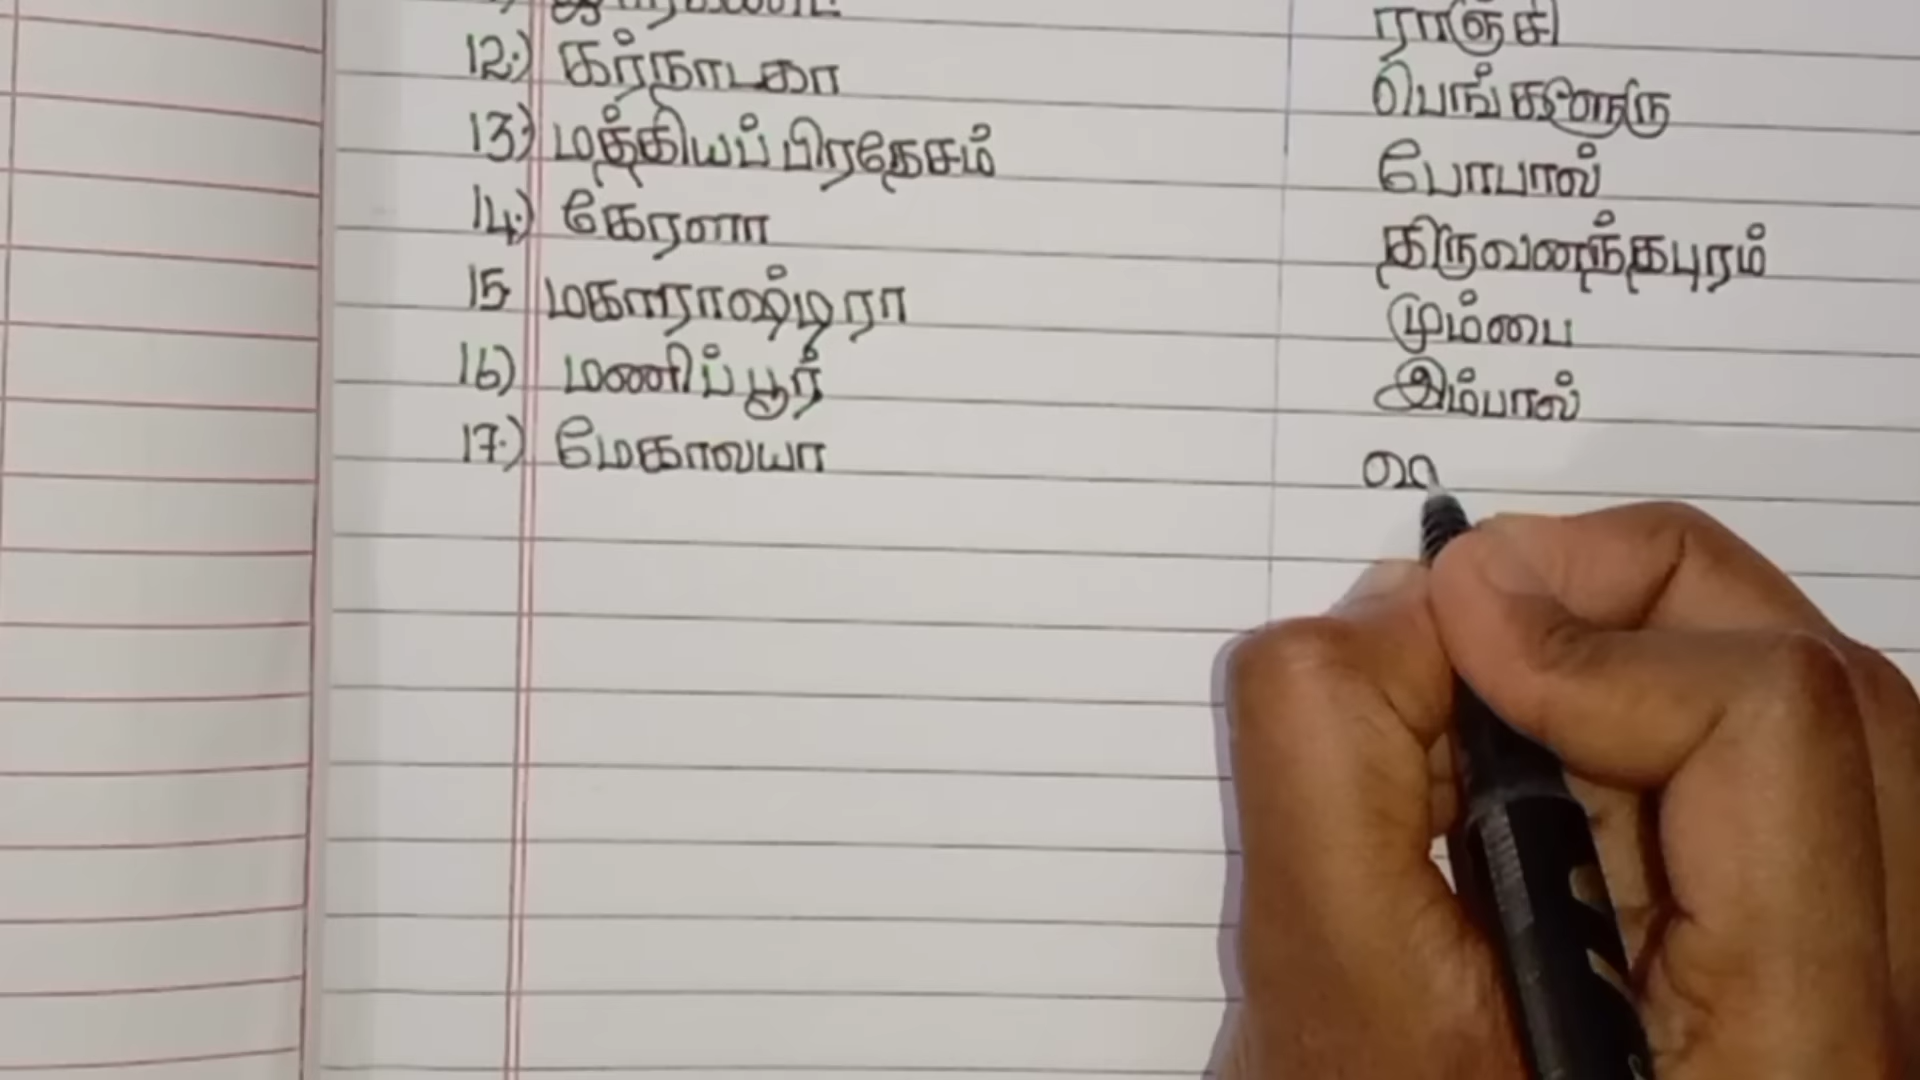 ராஞ்சி
12.) கர்நாடகா பெங்களூரு
13.) மத்தியப் பிரதேசம் போபால்
14.) கேரளா திருவனந்தபுரம்
15 மகாராஷ்டிரா மும்பை
16) மணிப்பூர் இம்பால்
17.) மேகாலயா